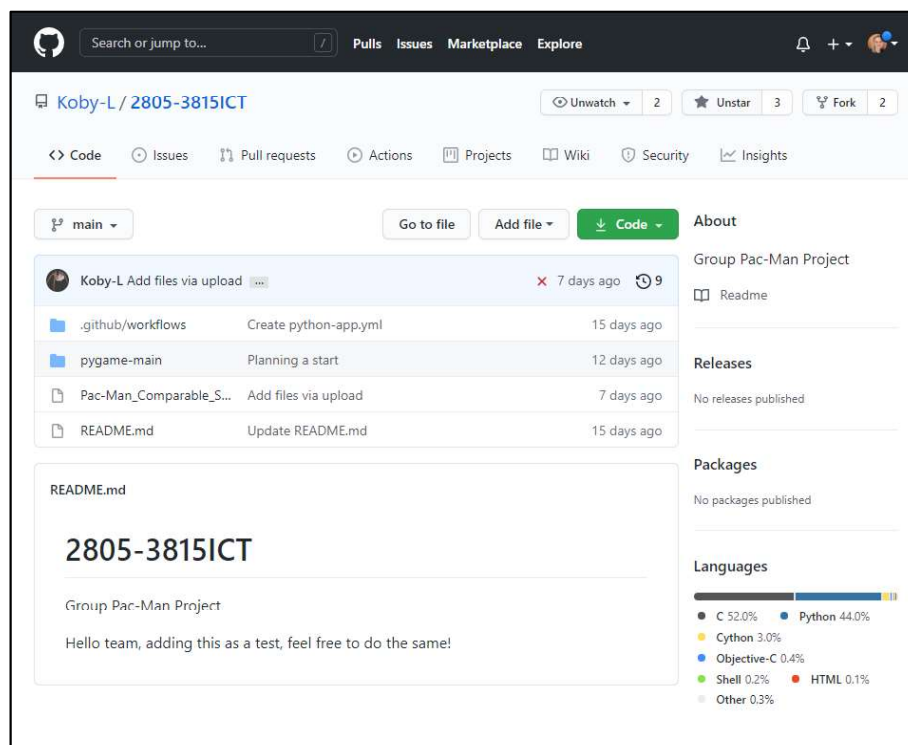 Search or jump to... /
Pulls Issues Marketplace Explore
Koby-L / 2805-3815ICT
Unwatch 2 Unstar 3 Fork 2
Code Issues Pull requests Actions Projects Wiki Security Insights
main Go to file Add file Code
Koby-L Add files via upload ... 7 days ago 9
.github/workflows Create python-app.yml 15 days ago
pygame-main Planning a start 12 days ago
Pac-Man_Comparable_S... Add files via upload 7 days ago
README.md Update README.md 15 days ago
README.md
2805-3815ICT
Group Pac-Man Project
Hello team, adding this as a test, feel free to do the same!
About
Group Pac-Man Project
Readme
Releases
No releases published
Packages
No packages published
Languages
C 52.0% Python 44.0%
Cython 3.0%
Objective-C 0.4%
Shell 0.2% HTML 0.1%
Other 0.3%